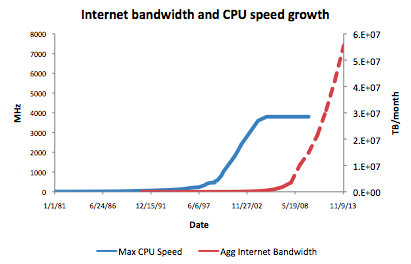 Internet bandwidth and CPU speed growth
8000
7000
6000
5000
4000
3000
2000
1000
0
MHz
6.E+07
5.E+07
4.E+07
3.E+07
2.E+07
1.E+07
0.E+00
TB/month
1/1/81
6/24/86
12/15/91
6/6/97
11/27/02
5/19/08
11/9/13
Date
Max CPU Speed
Agg Internet Bandwidth